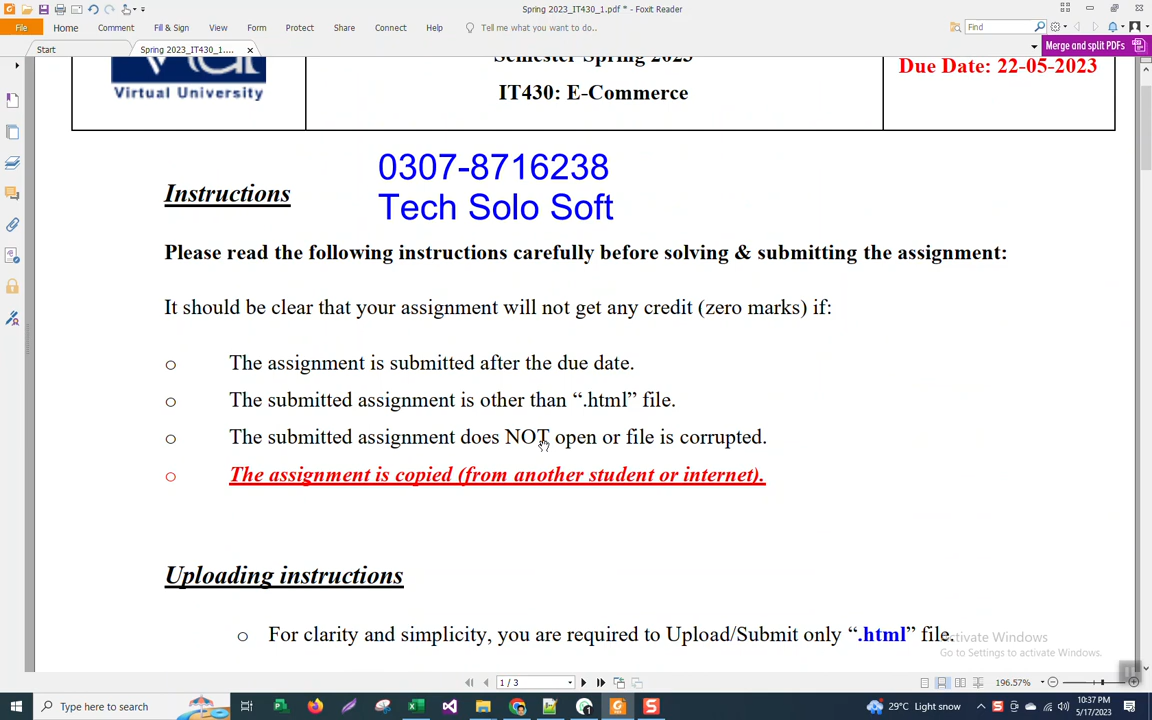 Spring 2023_IT430_1.pdf * - Foxit Reader
File Home Comment Fill & Sign View Form Protect Share Connect Help Tell me what you want to do.. Find
Start Spring 2023_IT430_1.... Merge and split PDFs
Semester Spring 2023
Due Date: 22-05-2023
Virtual University
IT430: E-Commerce
0307-8716238
Tech Solo Soft
Instructions
Please read the following instructions carefully before solving & submitting the assignment:
It should be clear that your assignment will not get any credit (zero marks) if:
o The assignment is submitted after the due date.
o The submitted assignment is other than “.html” file.
o The submitted assignment does NOT open or file is corrupted.
o The assignment is copied (from another student or internet).
Uploading instructions
o For clarity and simplicity, you are required to Upload/Submit only “.html” file.
Activate Windows
Go to Settings to activate Windows.
1 / 3 196.57%
Type here to search 29°C Light snow 10:37 PM
5/17/2023